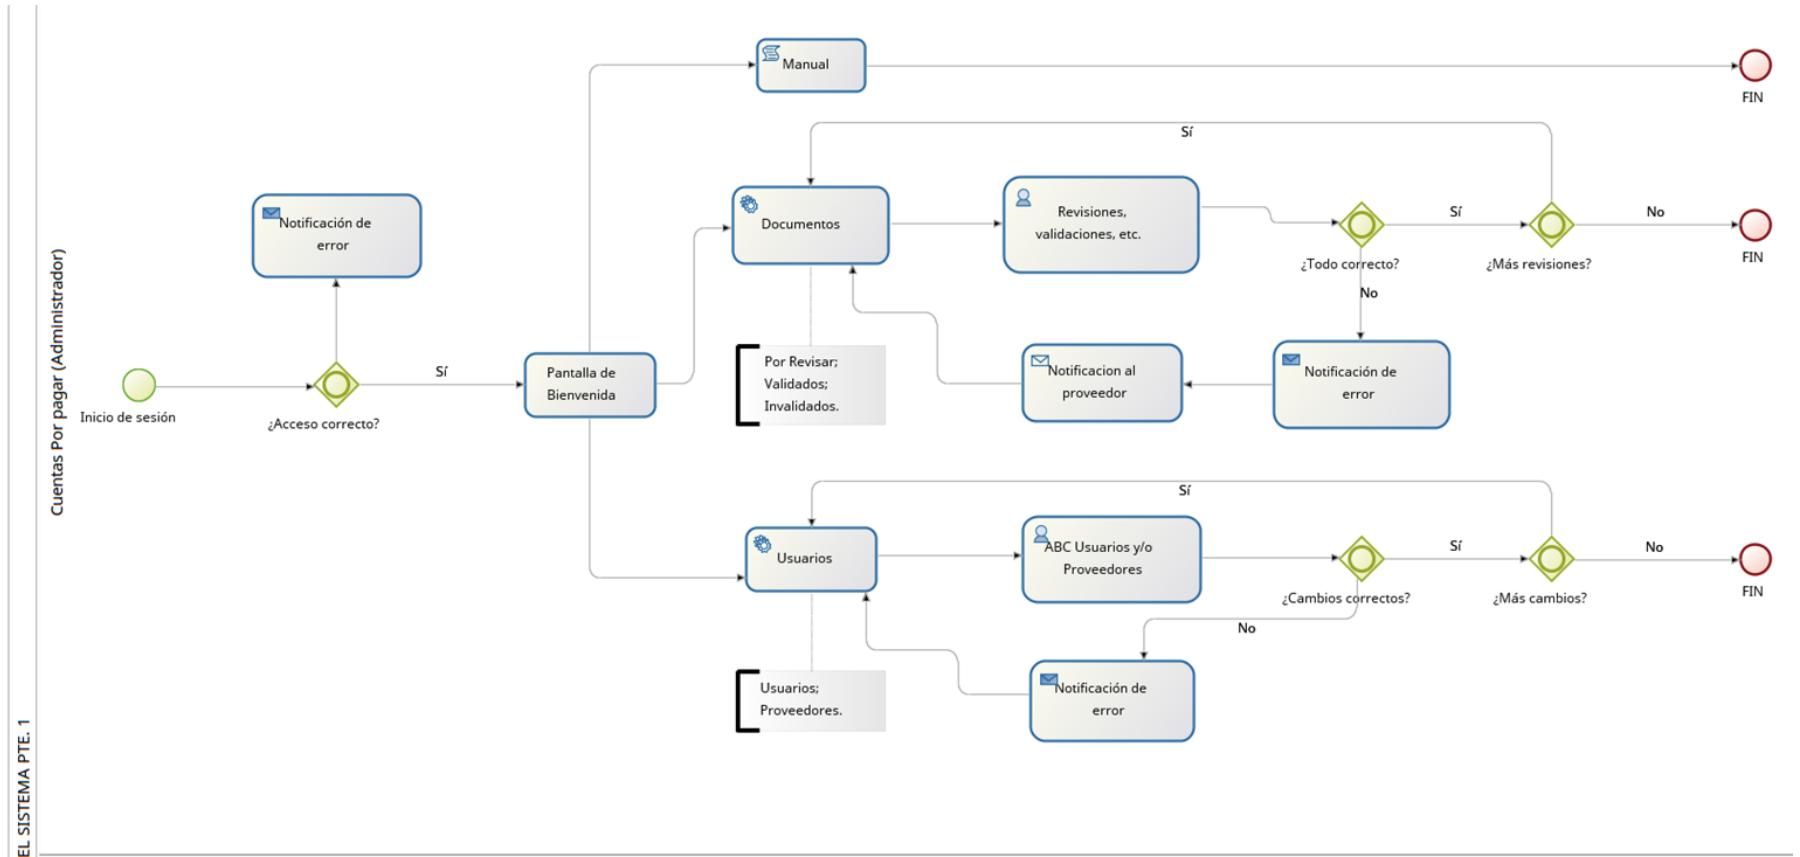 EL SISTEMA PTE. 1
Cuentas Por pagar (Administrador)
Manual
FIN
Sí
Notificación de
error
Documentos
Revisiones,
validaciones, etc.
Sí
No
¿Todo correcto?
¿Más revisiones?
FIN
No
Inicio de sesión
¿Acceso correcto?
Sí
Pantalla de
Bienvenida
Por Revisar;
Validados;
Invalidados.
Notificacion al
proveedor
Notificación de
error
Sí
Usuarios
ABC Usuarios y/o
Proveedores
Sí
No
¿Cambios correctos?
¿Más cambios?
FIN
No
Usuarios;
Proveedores.
Notificación de
error